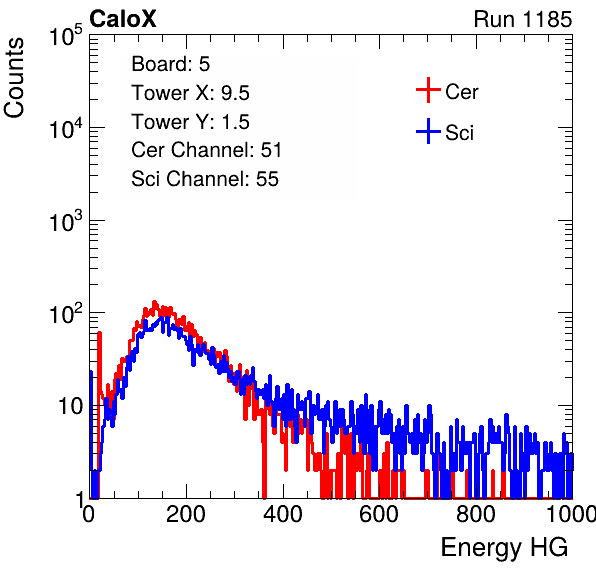 CaloX Run 1185
Counts
10^5
10^4
10^3
10^2
10
1
Board: 5
Tower X: 9.5
Tower Y: 1.5
Cer Channel: 51
Sci Channel: 55
Cer
Sci
0 200 400 600 800 1000
Energy HG